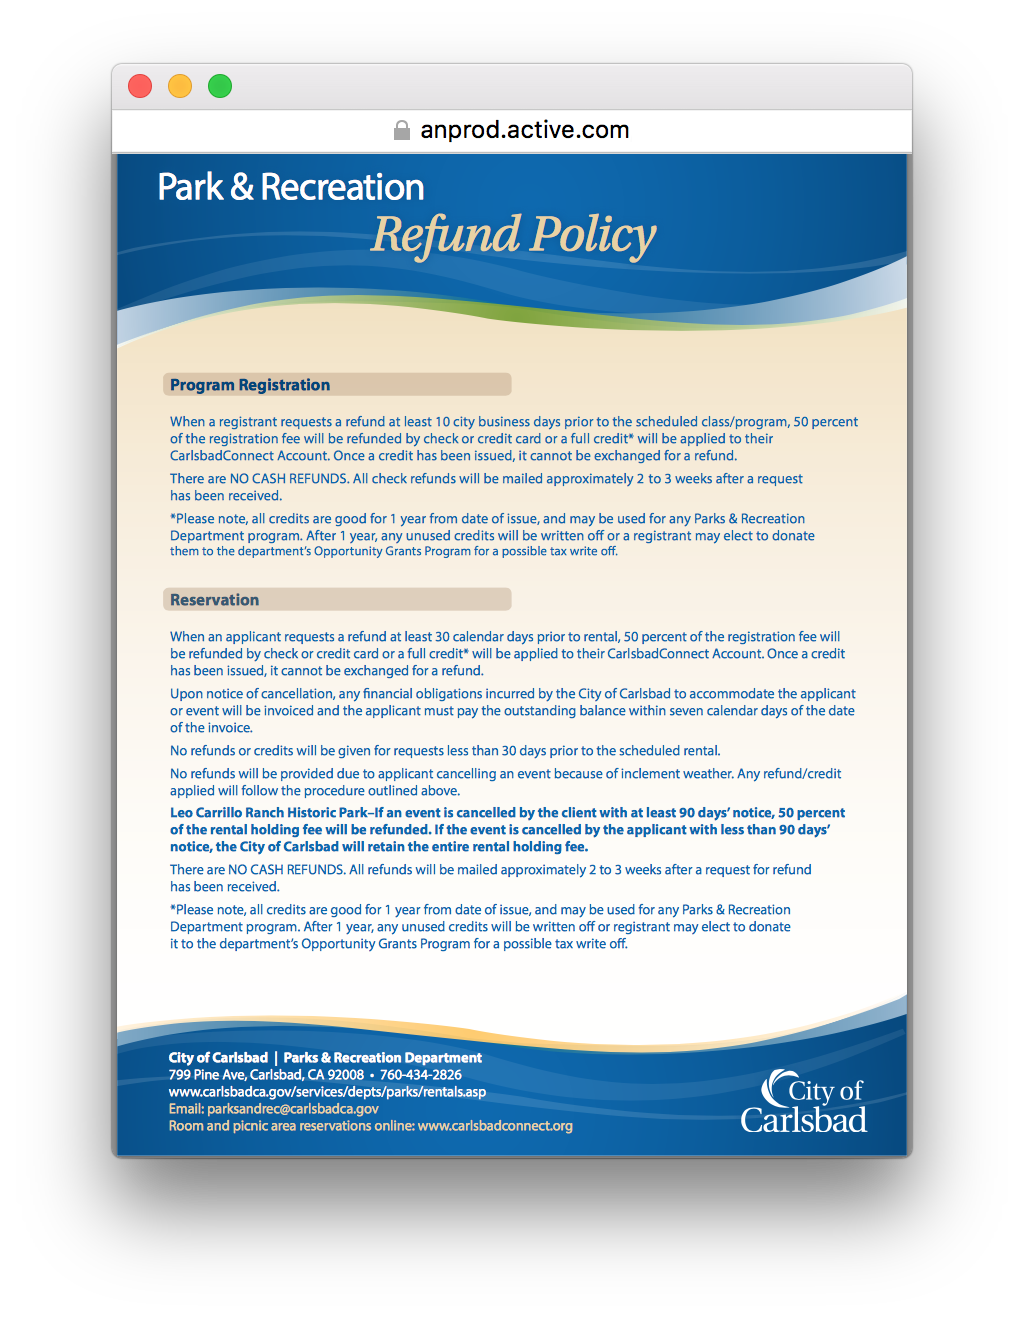 anprod.active.com
Park & Recreation
Refund Policy
Program Registration
When a registrant requests a refund at least 10 city business days prior to the scheduled class/program, 50 percent
of the registration fee will be refunded by check or credit card or a full credit* will be applied to their
CarlsbadConnect Account. Once a credit has been issued, it cannot be exchanged for a refund.
There are NO CASH REFUNDS. All check refunds will be mailed approximately 2 to 3 weeks after a request
has been received.
*Please note, all credits are good for 1 year from date of issue, and may be used for any Parks & Recreation
Department program. After 1 year, any unused credits will be written off or a registrant may elect to donate
them to the department's Opportunity Grants Program for a possible tax write off.
Reservation
When an applicant requests a refund at least 30 calendar days prior to rental, 50 percent of the registration fee will
be refunded by check or credit card or a full credit* will be applied to their CarlsbadConnect Account. Once a credit
has been issued, it cannot be exchanged for a refund.
Upon notice of cancellation, any financial obligations incurred by the City of Carlsbad to accommodate the applicant
or event will be invoiced and the applicant must pay the outstanding balance within seven calendar days of the date
of the invoice.
No refunds or credits will be given for requests less than 30 days prior to the scheduled rental.
No refunds will be provided due to applicant cancelling an event because of inclement weather. Any refund/credit
applied will follow the procedure outlined above.
Leo Carrillo Ranch Historic Park–If an event is cancelled by the client with at least 90 days' notice, 50 percent
of the rental holding fee will be refunded. If the event is cancelled by the applicant with less than 90 days'
notice, the City of Carlsbad will retain the entire rental holding fee.
There are NO CASH REFUNDS. All refunds will be mailed approximately 2 to 3 weeks after a request for refund
has been received.
*Please note, all credits are good for 1 year from date of issue, and may be used for any Parks & Recreation
Department program. After 1 year, any unused credits will be written off or registrant may elect to donate
it to the department's Opportunity Grants Program for a possible tax write off.
City of Carlsbad | Parks & Recreation Department
799 Pine Ave, Carlsbad, CA 92008 • 760-434-2826
www.carlsbadca.gov/services/depts/parks/rentals.asp
Email: parksandrec@carlsbadca.gov
Room and picnic area reservations online: www.carlsbadconnect.org
City of
Carlsbad